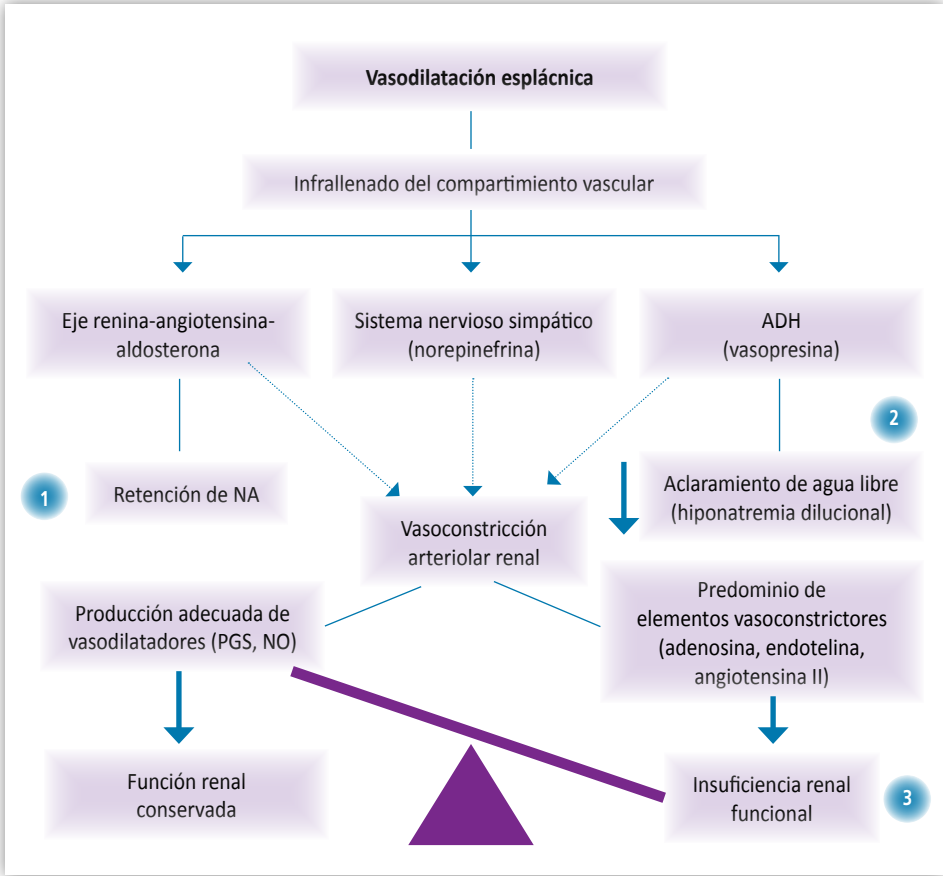 Vasodilatación esplácnica
Infrallenado del compartimiento vascular
Eje renina-angiotensina-
aldosterona
Sistema nervioso simpático
(norepinefrina)
ADH
(vasopresina)
2
1
Retención de NA
Aclaramiento de agua libre
(hiponatremia dilucional)
Vasoconstricción
arteriolar renal
Producción adecuada de
vasodilatadores (PGS, NO)
Predominio de
elementos vasoconstrictores
(adenosina, endotelina,
angiotensina II)
Función renal
conservada
Insuficiencia renal
funcional
3